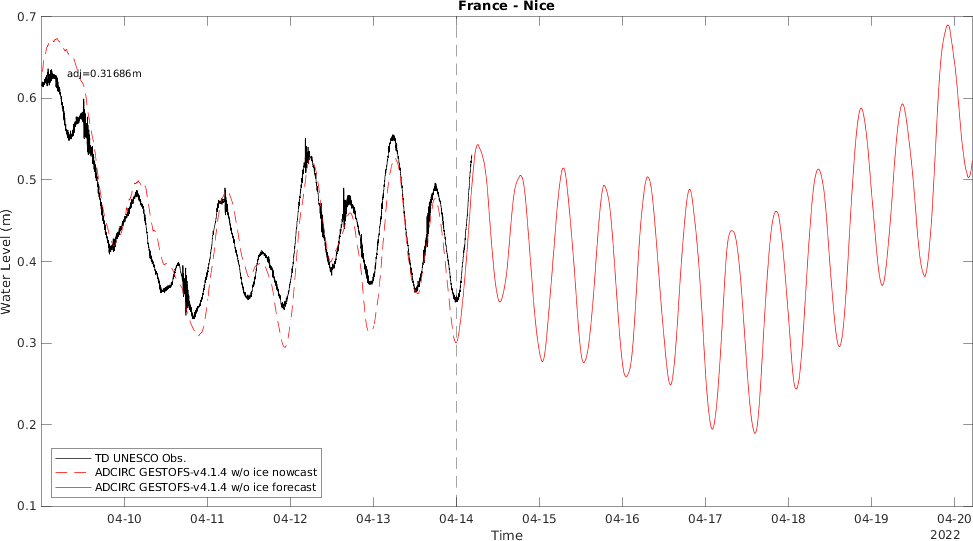 France - Nice
0.7
0.6
0.5
0.4
0.3
0.2
0.1
Water Level (m)
adj=0.31686m
TD UNESCO Obs.
ADCIRC GESTOFS-v4.1.4 w/o ice nowcast
ADCIRC GESTOFS-v4.1.4 w/o ice forecast
04-10 04-11 04-12 04-13 04-14 04-15 04-16 04-17 04-18 04-19 04-20
Time
2022